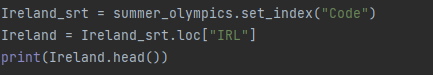 Ireland_srt = summer_olympics.set_index("Code")
Ireland = Ireland_srt.loc["IRL"]
print(Ireland.head())